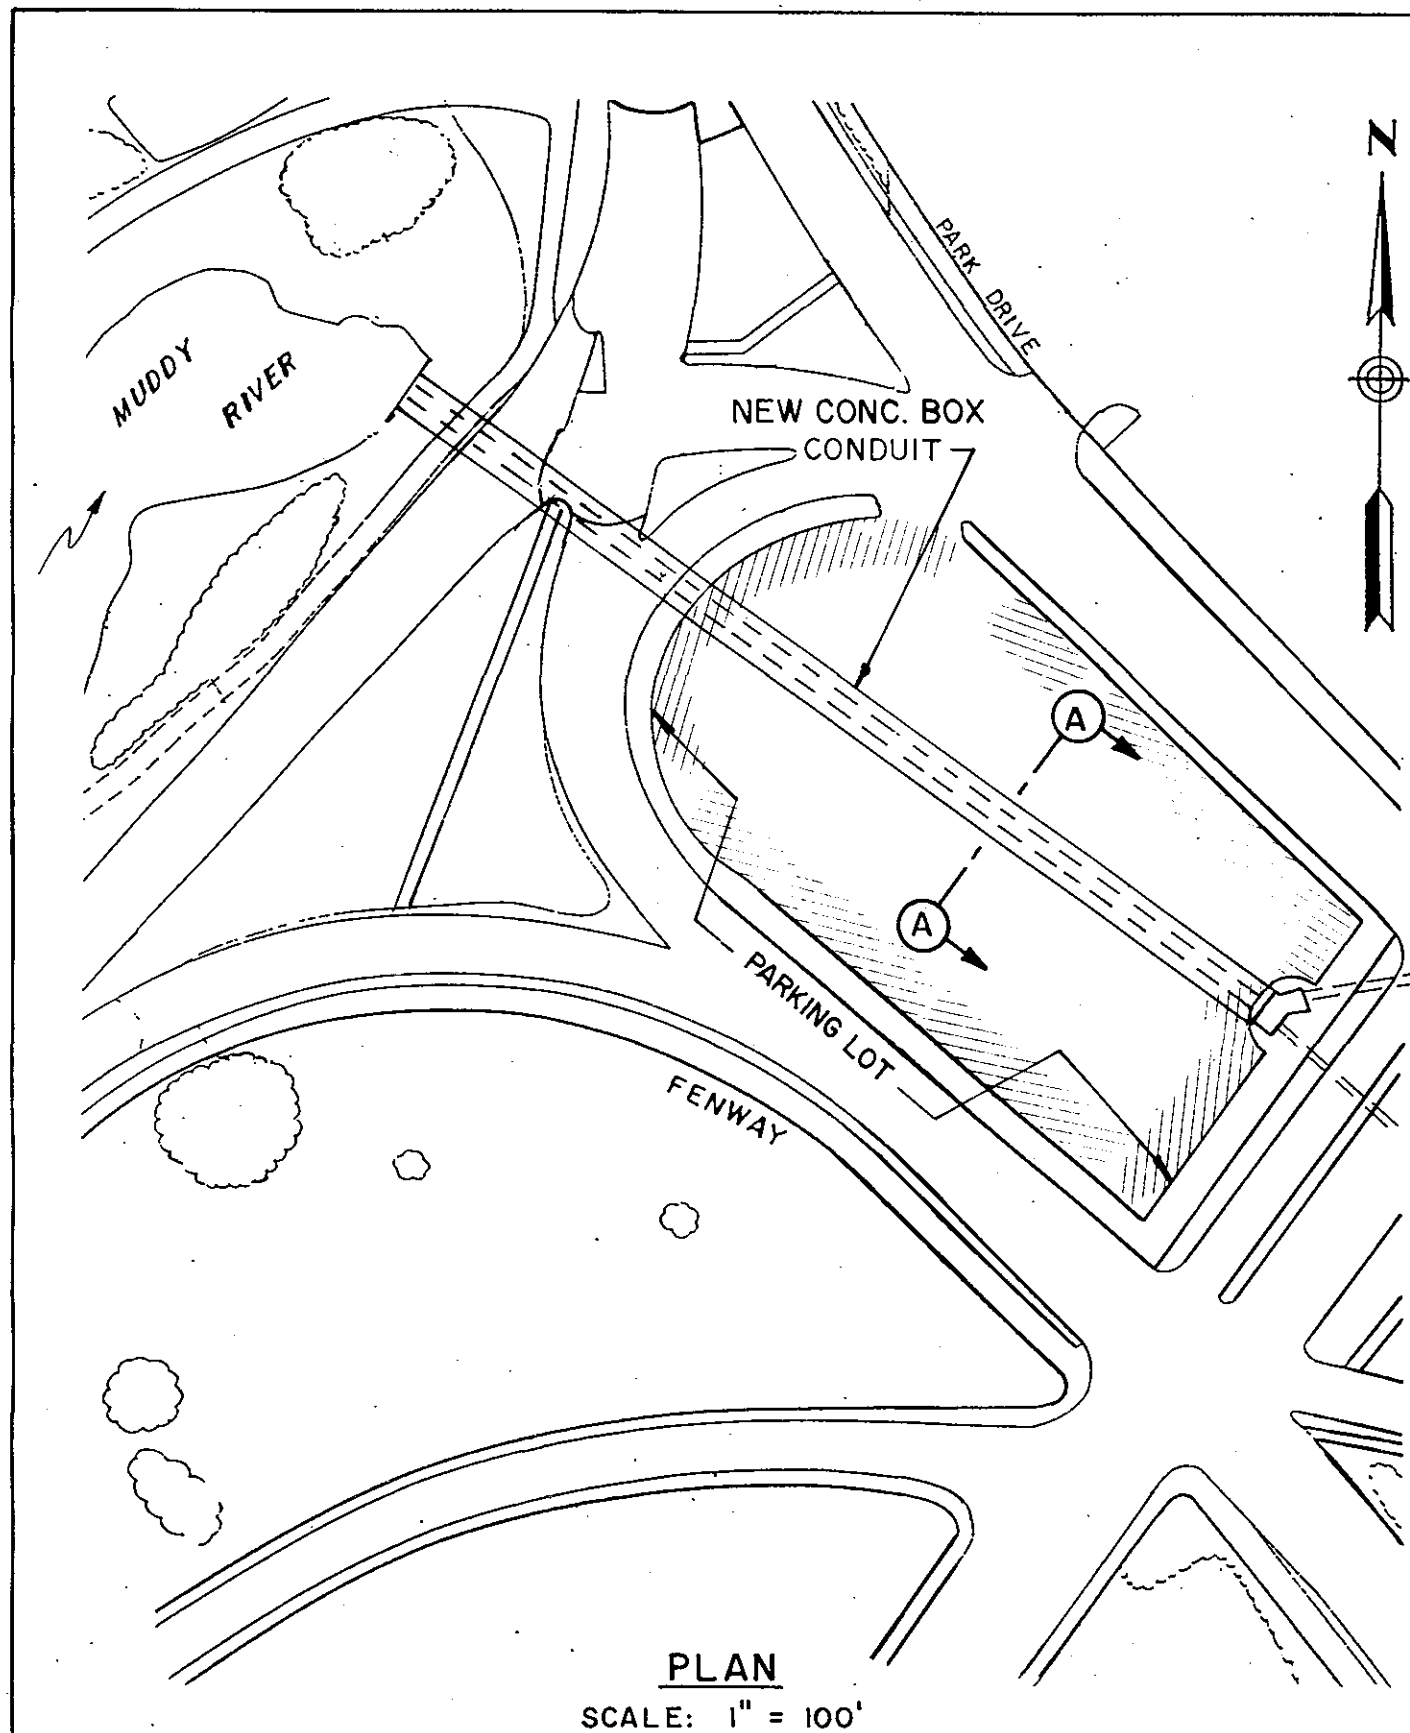 N
PARK DRIVE
MUDDY
RIVER
NEW CONC. BOX
CONDUIT
A
A
PARKING LOT
FENWAY
PLAN
SCALE: 1" = 100'